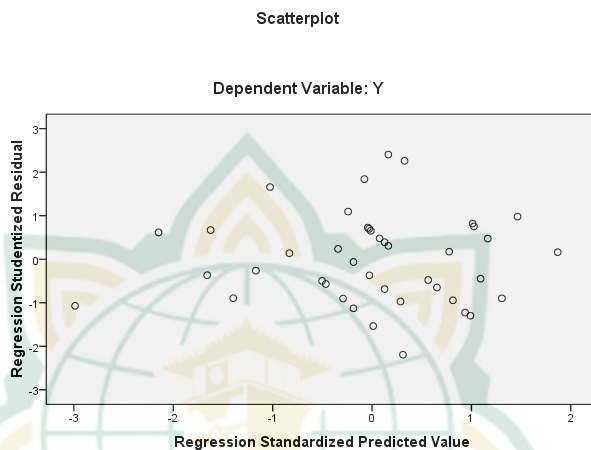 Scatterplot
Dependent Variable: Y
Regression Studentized Residual
3
2
1
0
-1
-2
-3
-3 -2 -1 0 1 2
Regression Standardized Predicted Value